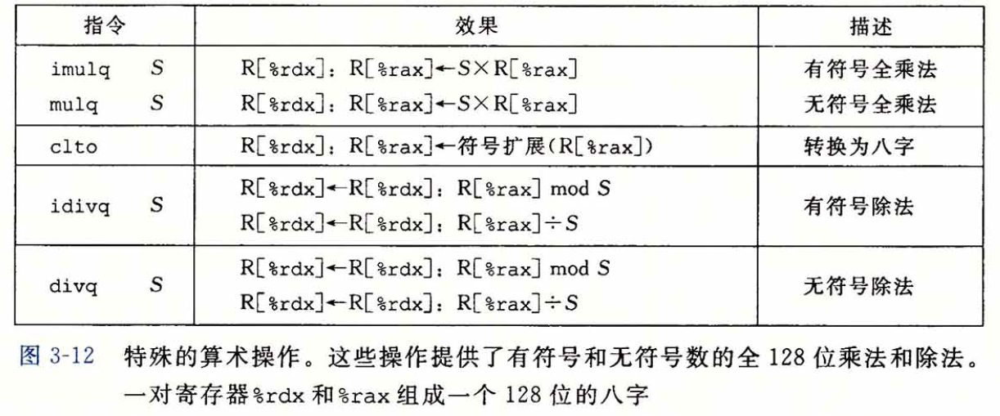 指令 效果 描述
imulq S R[%rdx]: R[%rax]←S×R[%rax] 有符号全乘法
mulq S R[%rdx]: R[%rax]←S×R[%rax] 无符号全乘法
clto R[%rdx]: R[%rax]←符号扩展(R[%rax]) 转换为八字
idivq S R[%rdx]←R[%rdx]: R[%rax] mod S 有符号除法
R[%rdx]←R[%rdx]: R[%rax]÷S
divq S R[%rdx]←R[%rdx]: R[%rax] mod S 无符号除法
R[%rdx]←R[%rdx]: R[%rax]÷S
图 3-12 特殊的算术操作。这些操作提供了有符号和无符号数的全 128 位乘法和除法。
一对寄存器%rdx 和%rax 组成一个 128 位的八字